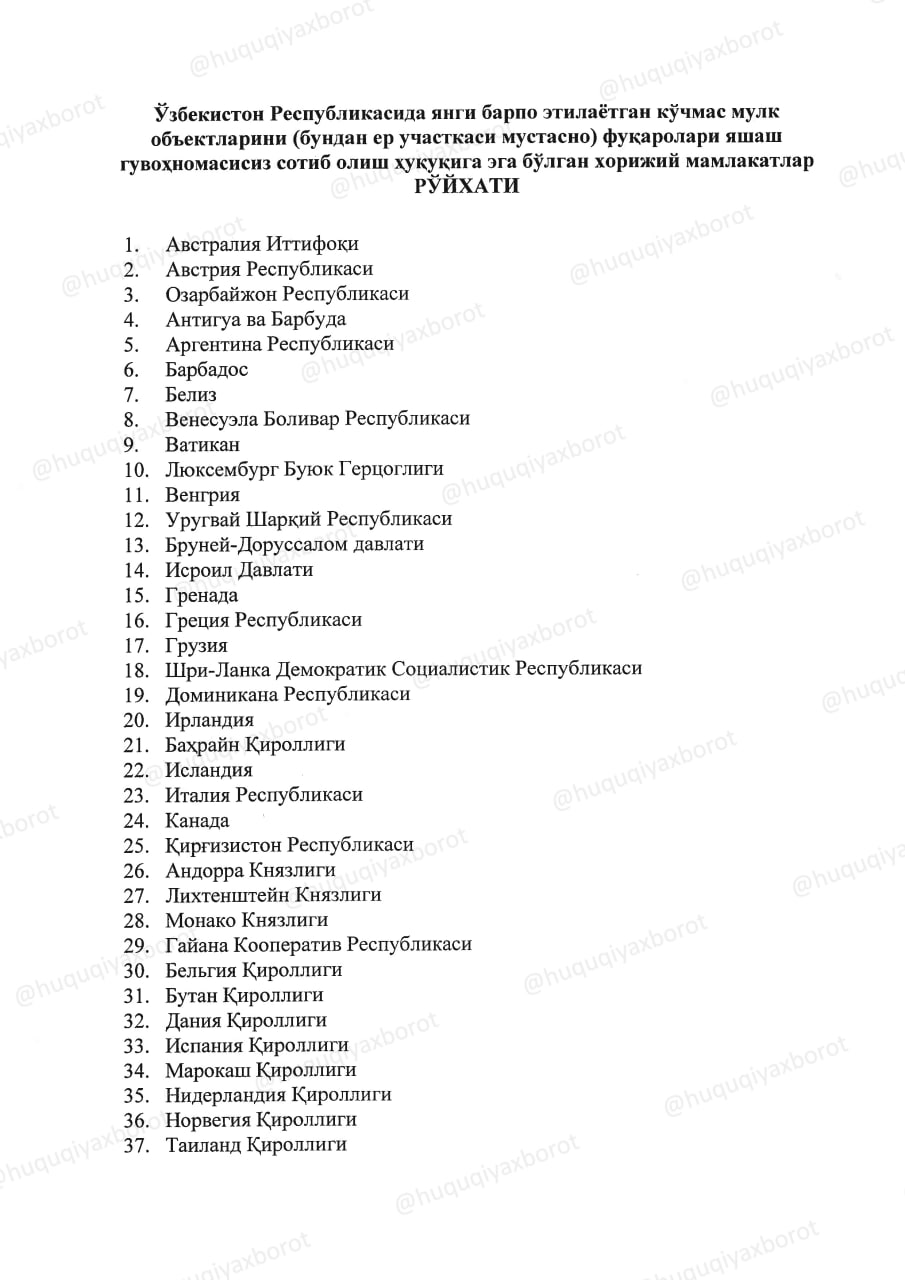 Ўзбекистон Республикасида янги барпо этилаётган кўчмас мулк
объектларини (бундан ер участкаси мустасно) фуқаролари яшаш
гувоҳномасисиз сотиб олиш ҳуқуқига эга бўлган хорижий мамлакатлар
РЎЙХАТИ
1. Австралия Иттифоқи
2. Австрия Республикаси
3. Озарбайжон Республикаси
4. Антигуа ва Барбуда
5. Аргентина Республикаси
6. Барбадос
7. Белиз
8. Венесуэла Боливар Республикаси
9. Ватикан
10. Люксембург Буюк Герцоглиги
11. Венгрия
12. Уругвай Шарқий Республикаси
13. Бруней-Доруссалом давлати
14. Исроил Давлати
15. Гренада
16. Греция Республикаси
17. Грузия
18. Шри-Ланка Демократик Социалистик Республикаси
19. Доминикана Республикаси
20. Ирландия
21. Баҳрайн Қироллиги
22. Исландия
23. Италия Республикаси
24. Канада
25. Қирғизистон Республикаси
26. Андорра Князлиги
27. Лихтенштейн Князлиги
28. Монако Князлиги
29. Гайана Кооператив Республикаси
30. Бельгия Қироллиги
31. Бутан Қироллиги
32. Дания Қироллиги
33. Испания Қироллиги
34. Марокаш Қироллиги
35. Нидерландия Қироллиги
36. Норвегия Қироллиги
37. Таиланд Қироллиги
@huquqiyaxborot